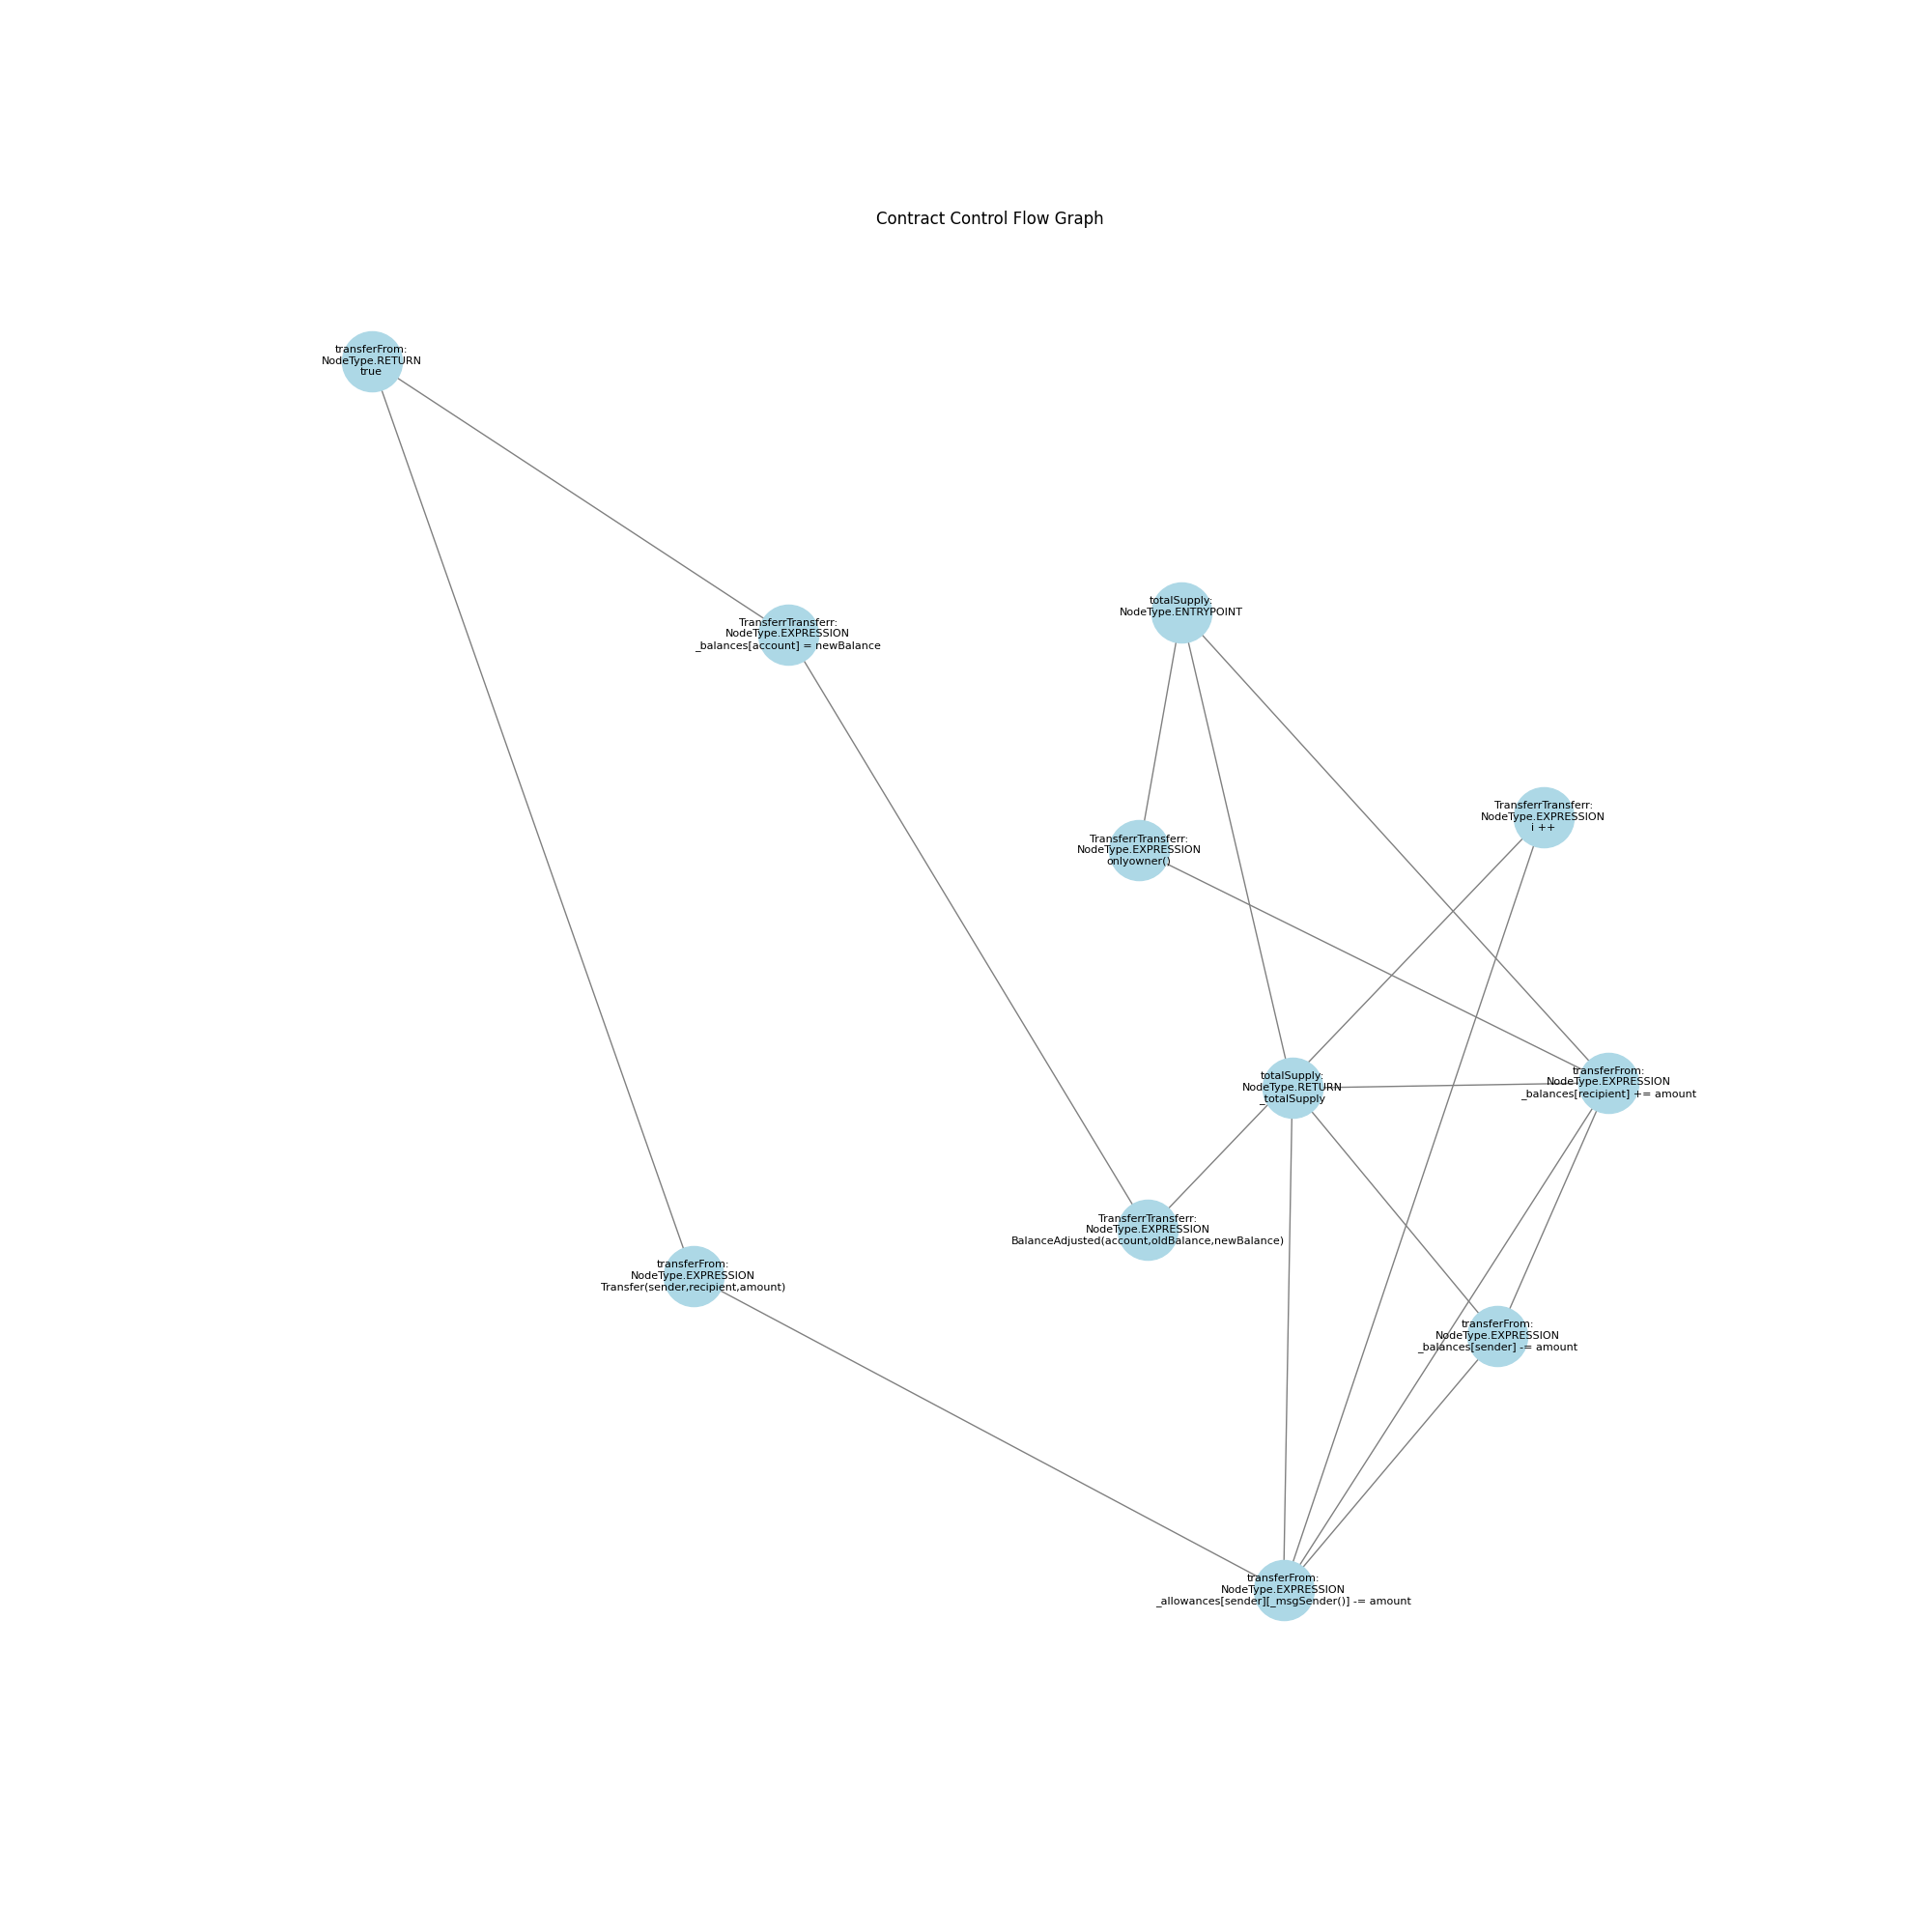 Contract Control Flow Graph
transferFrom:
NodeType.RETURN
true
totalSupply:
NodeType.ENTRYPOINT
TransferrTransferr:
NodeType.EXPRESSION
_balances[account] = newBalance
TransferrTransferr:
NodeType.EXPRESSION
i ++
TransferrTransferr:
NodeType.EXPRESSION
onlyowner()
transferFrom:
NodeType.EXPRESSION
_balances[recipient] += amount
totalSupply:
NodeType.RETURN
_totalSupply
TransferrTransferr:
NodeType.EXPRESSION
BalanceAdjusted(account,oldBalance,newBalance)
transferFrom:
NodeType.EXPRESSION
Transfer(sender,recipient,amount)
transferFrom:
NodeType.EXPRESSION
_balances[sender] -= amount
transferFrom:
NodeType.EXPRESSION
_allowances[sender][_msgSender()] -= amount